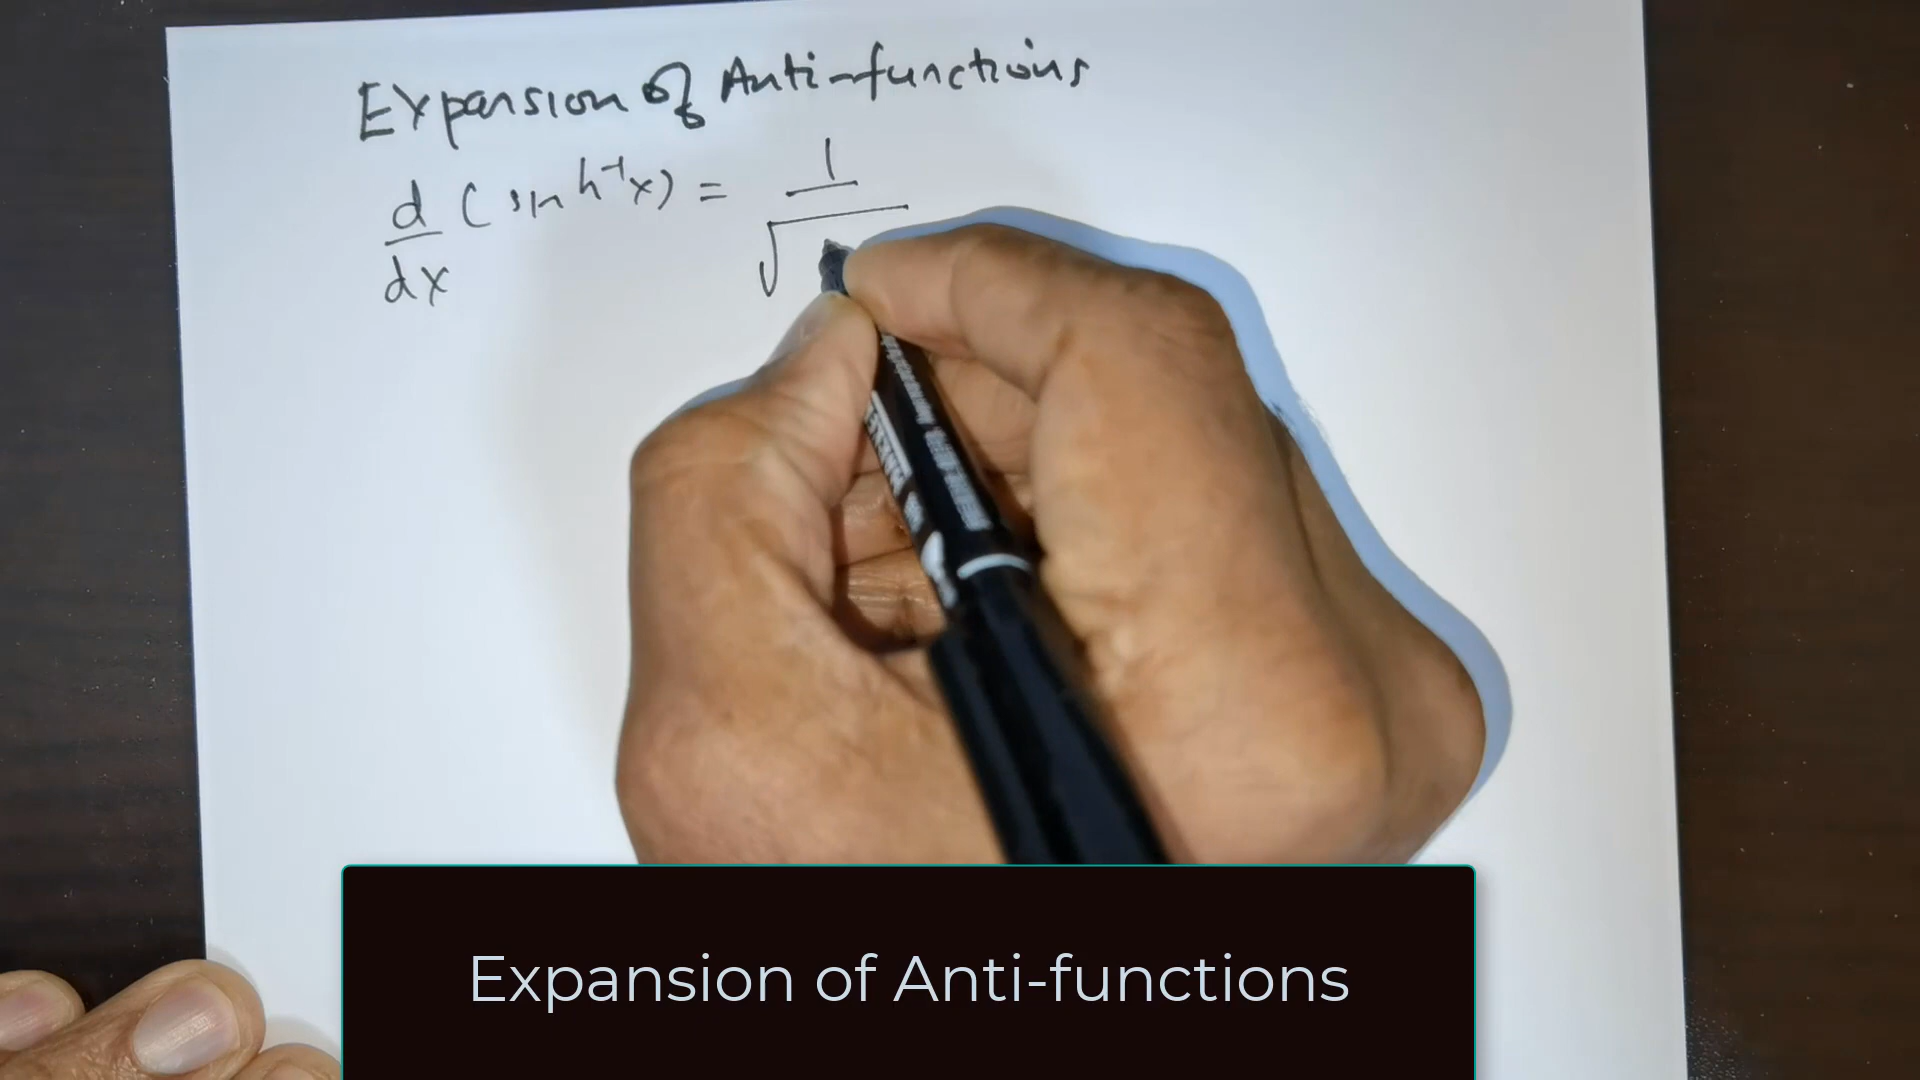 Expansion of Anti-functions
d/dx (sinh⁻¹x) = 1/√
Expansion of Anti-functions